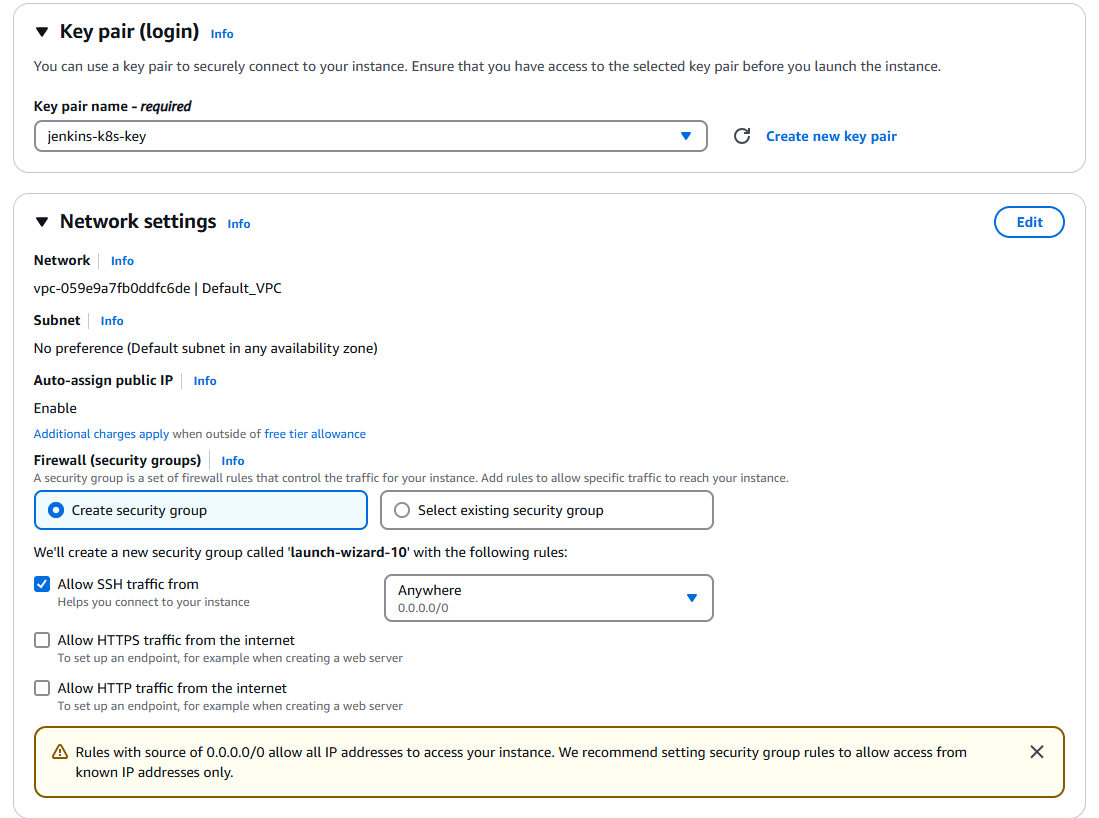 Key pair (login) Info
You can use a key pair to securely connect to your instance. Ensure that you have access to the selected key pair before you launch the instance.
Key pair name - required
jenkins-k8s-key
Create new key pair
Network settings Info
Edit
Network Info
vpc-059e9a7fb0ddfc6de | Default_VPC
Subnet Info
No preference (Default subnet in any availability zone)
Auto-assign public IP Info
Enable
Additional charges apply when outside of free tier allowance
Firewall (security groups) Info
A security group is a set of firewall rules that control the traffic for your instance. Add rules to allow specific traffic to reach your instance.
Create security group
Select existing security group
We'll create a new security group called 'launch-wizard-10' with the following rules:
Allow SSH traffic from
Helps you connect to your instance
Anywhere
0.0.0.0/0
Allow HTTPS traffic from the internet
To set up an endpoint, for example when creating a web server
Allow HTTP traffic from the internet
To set up an endpoint, for example when creating a web server
Rules with source of 0.0.0.0/0 allow all IP addresses to access your instance. We recommend setting security group rules to allow access from
known IP addresses only.